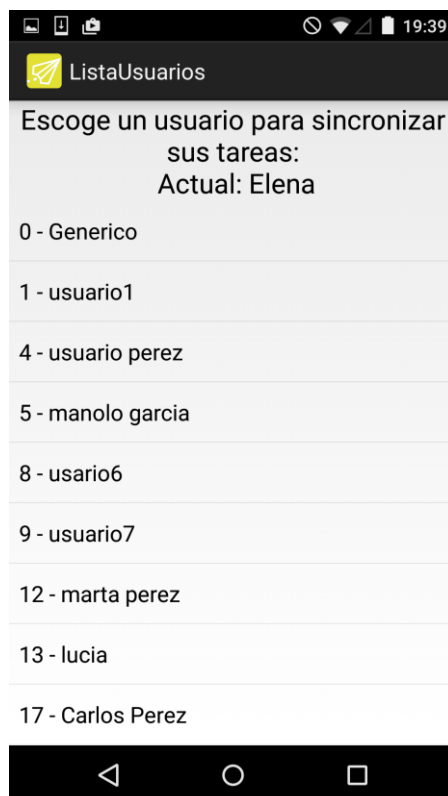 19:39
ListaUsuarios
Escoge un usuario para sincronizar
sus tareas:
Actual: Elena
0 - Generico
1 - usuario1
4 - usuario perez
5 - manolo garcia
8 - usario6
9 - usuario7
12 - marta perez
13 - lucia
17 - Carlos Perez